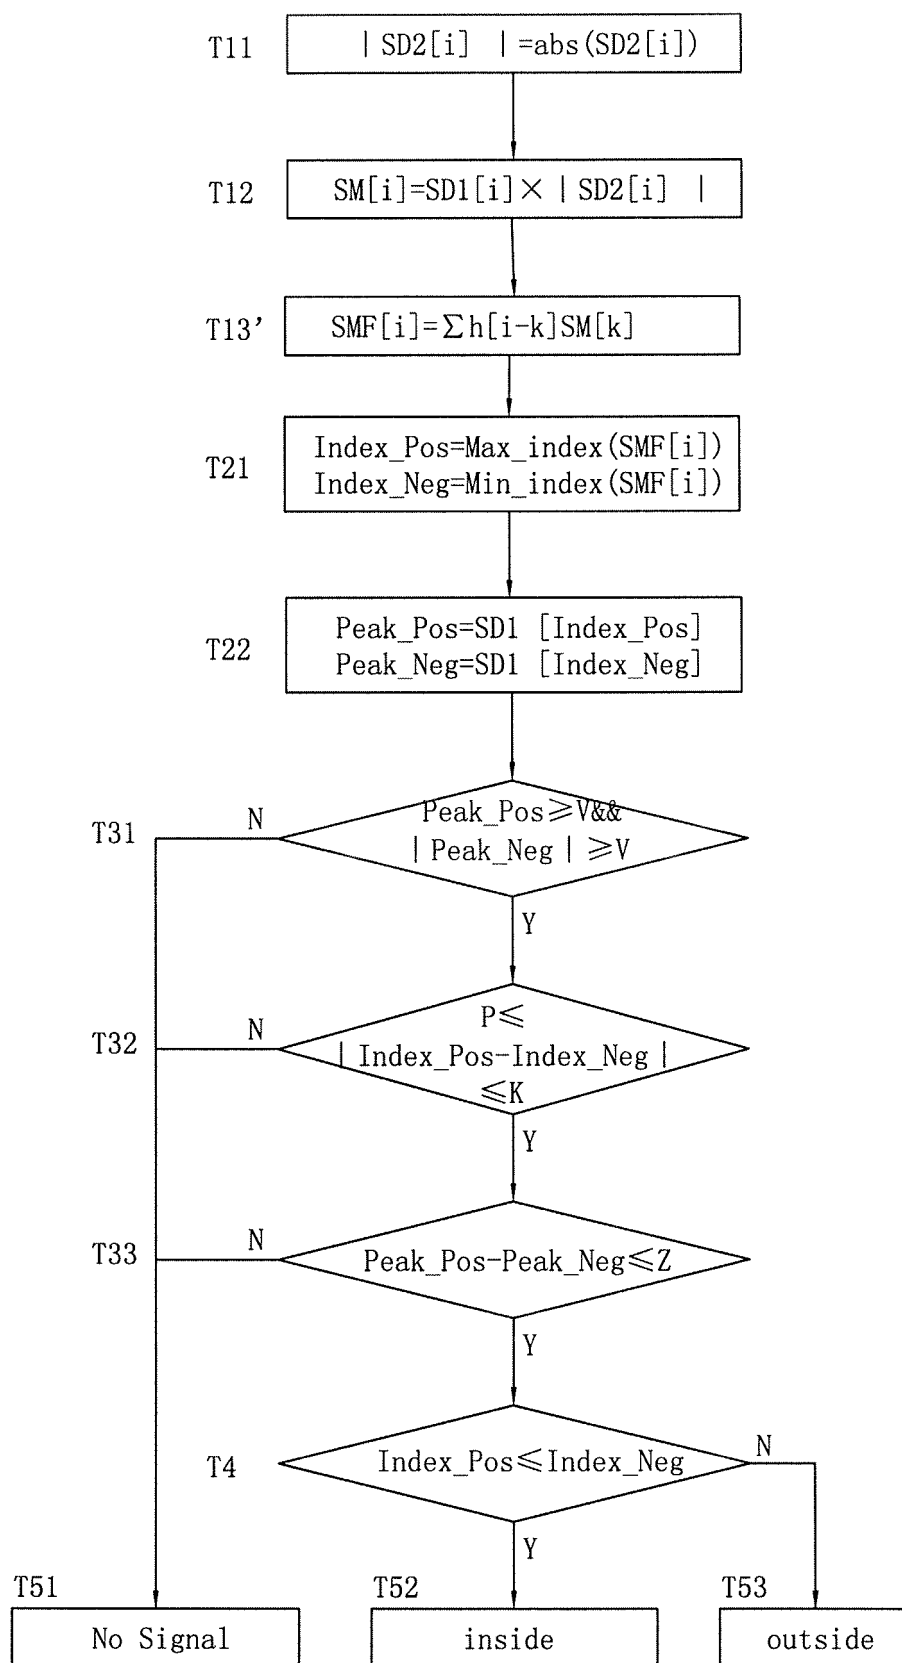 T11
| SD2[i] | =abs(SD2[i])
T12
SM[i]=SD1[i]×| SD2[i] |
T13’
SMF[i]=∑h[i-k]SM[k]
T21
Index_Pos=Max_index(SMF[i])
Index_Neg=Min_index(SMF[i])
T22
Peak_Pos=SD1 [Index_Pos]
Peak_Neg=SD1 [Index_Neg]
T31
N
Peak_Pos⩾V&&
| Peak_Neg | ⩾V
Y
T32
N
P⩽
| Index_Pos-Index_Neg |
⩽K
Y
T33
N
Peak_Pos-Peak_Neg⩽Z
Y
T4
Index_Pos⩽Index_Neg
N
Y
T51
No Signal
T52
inside
T53
outside